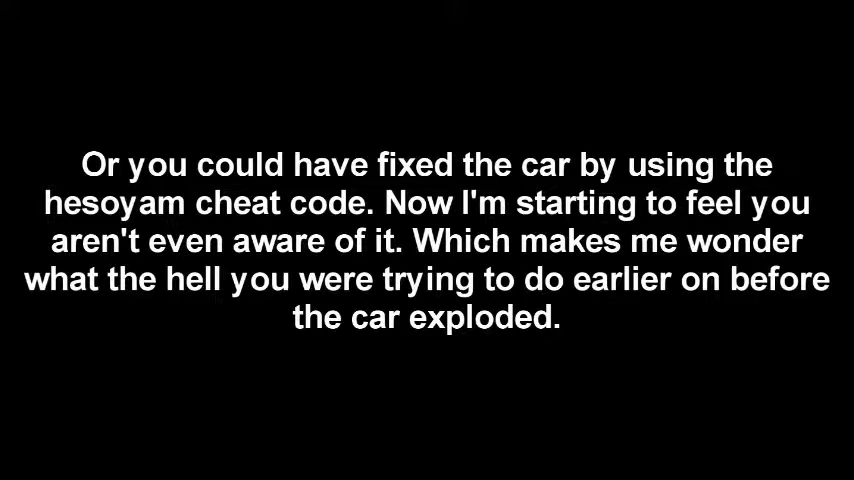 Or you could have fixed the car by using the
hesoyam cheat code. Now I'm starting to feel you
aren't even aware of it. Which makes me wonder
what the hell you were trying to do earlier on before
the car exploded.